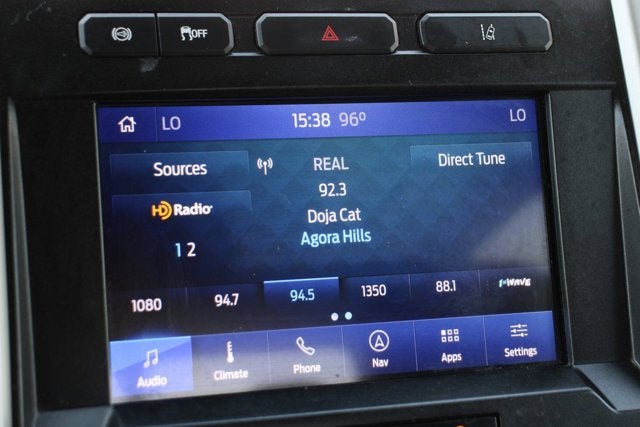 OFF
LO 15:38 96° LO
Sources REAL Direct Tune
92.3
HD Radio Doja Cat
1 2 Agora Hills
1080 94.7 94.5 1350 88.1 1stWave
Audio Climate Phone Nav Apps Settings